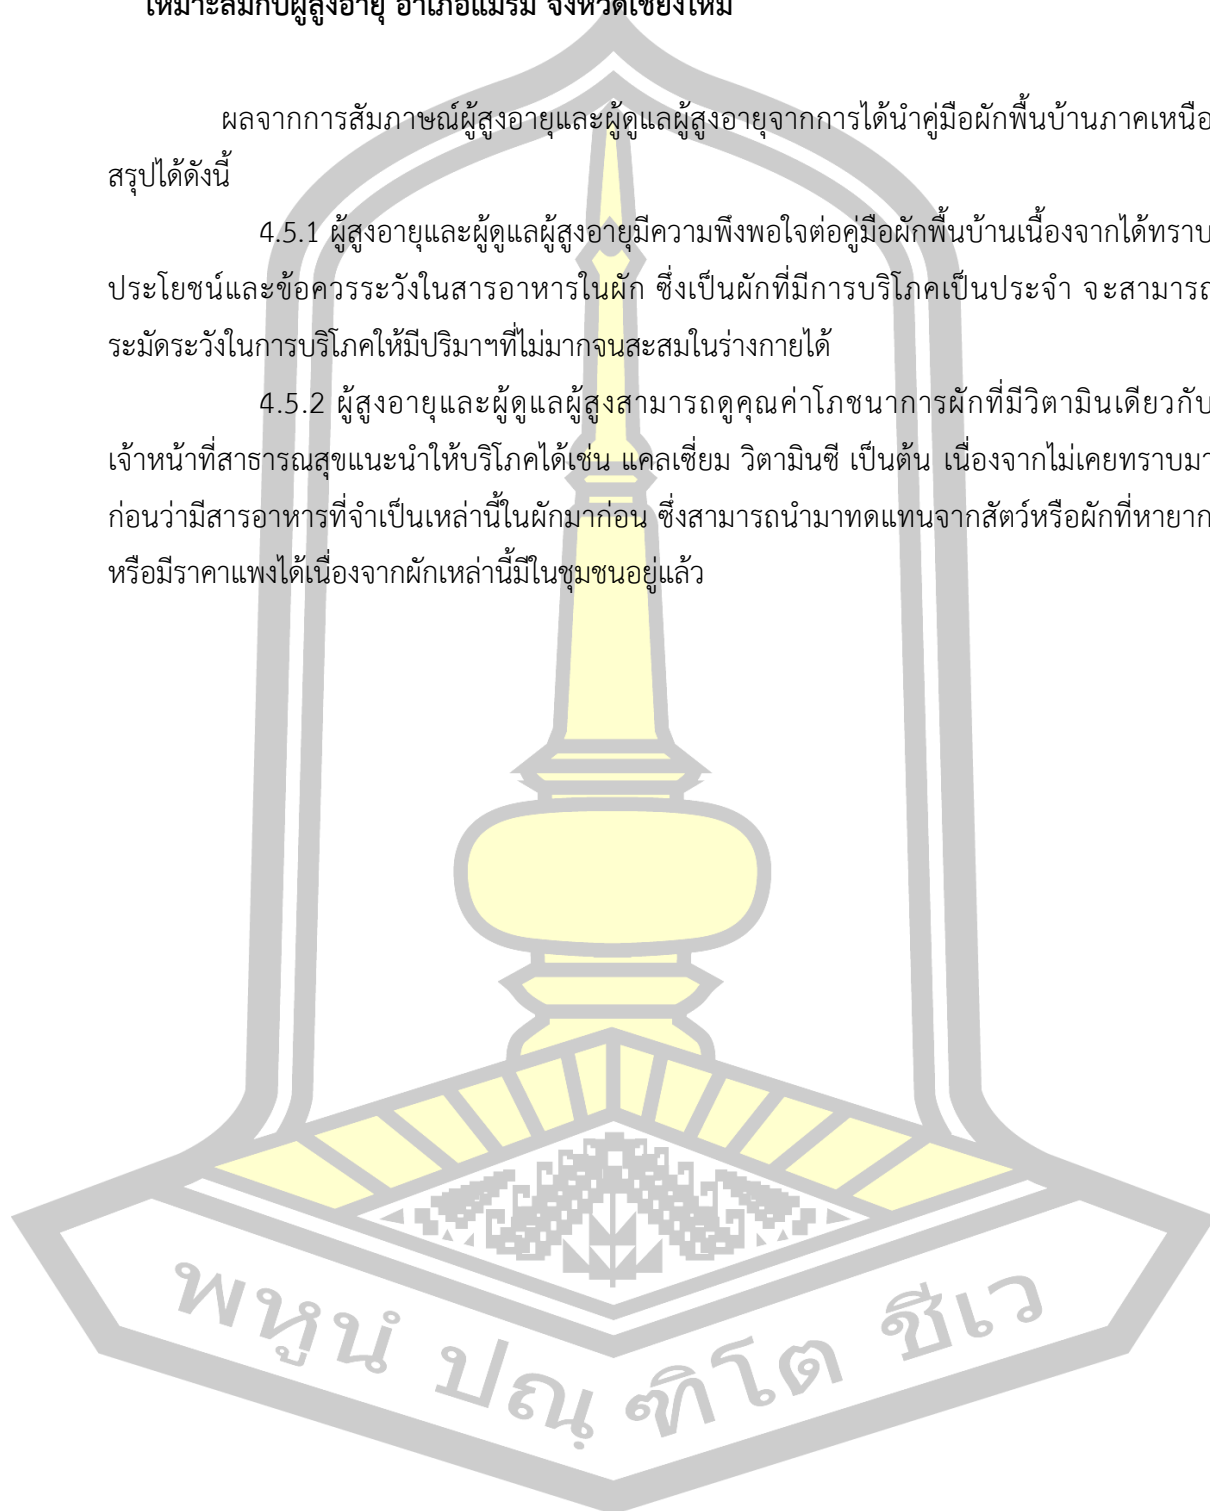 เหมาะสมกับผู้สูงอายุ อำเภอแม่ริม จังหวัดเชียงใหม่
ผลจากการสัมภาษณ์ผู้สูงอายุและผู้ดูแลผู้สูงอายุจากการได้นำคู่มือผักพื้นบ้านภาคเหนือ
สรุปได้ดังนี้
4.5.1 ผู้สูงอายุและผู้ดูแลผู้สูงอายุมีความพึงพอใจต่อคู่มือผักพื้นบ้านเนื้องจากได้ทราบ
ประโยชน์และข้อควรระวังในสารอาหารในผัก ซึ่งเป็นผักที่มีการบริโภคเป็นประจำ จะสามารถ
ระมัดระวังในการบริโภคให้มีปริมาฯที่ไม่มากจนสะสมในร่างกายได้
4.5.2 ผู้สูงอายุและผู้ดูแลผู้สูงสามารถดูคุณค่าโภชนาการผักที่มีวิตามินเดียวกับ
เจ้าหน้าที่สาธารณสุขแนะนำให้บริโภคได้เช่น แคลเซี่ยม วิตามินซี เป็นต้น เนื่องจากไม่เคยทราบมา
ก่อนว่ามีสารอาหารที่จำเป็นเหล่านี้ในผักมาก่อน ซึ่งสามารถนำมาทดแทนจากสัตว์หรือผักที่หายาก
หรือมีราคาแพงได้เนื่องจากผักเหล่านี้มีในชุมชนอยู่แล้ว
พหูนํ ปณฺฑิโต ชีเว